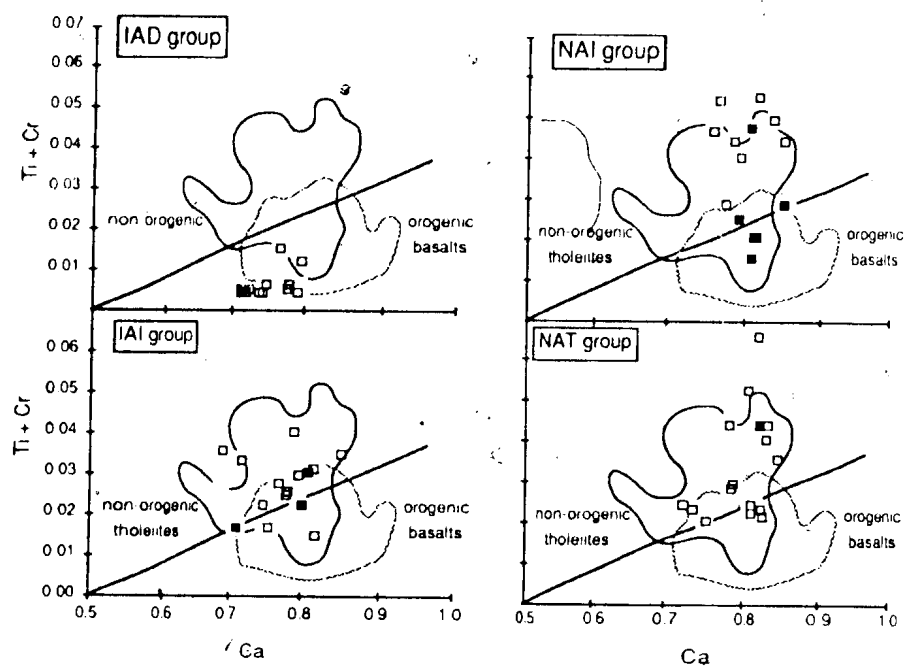 0.07
0.06
0.05
0.04
0.03
0.02
0.01
Ti + Cr
IAD group
non orogenic
orogenic
basalts
NAI group
non-orogenic
tholeiites
orogenic
basalts
0.06
0.05
0.04
0.03
0.02
0.01
0.00
Ti + Cr
IAI group
non-orogenic
tholeiites
orogenic
basalts
0.5 0.6 0.7 0.8 0.9 1.0
Ca
NAT group
non-orogenic
tholeiites
orogenic
basalts
0.5 0.6 0.7 0.8 0.9 1.0
Ca